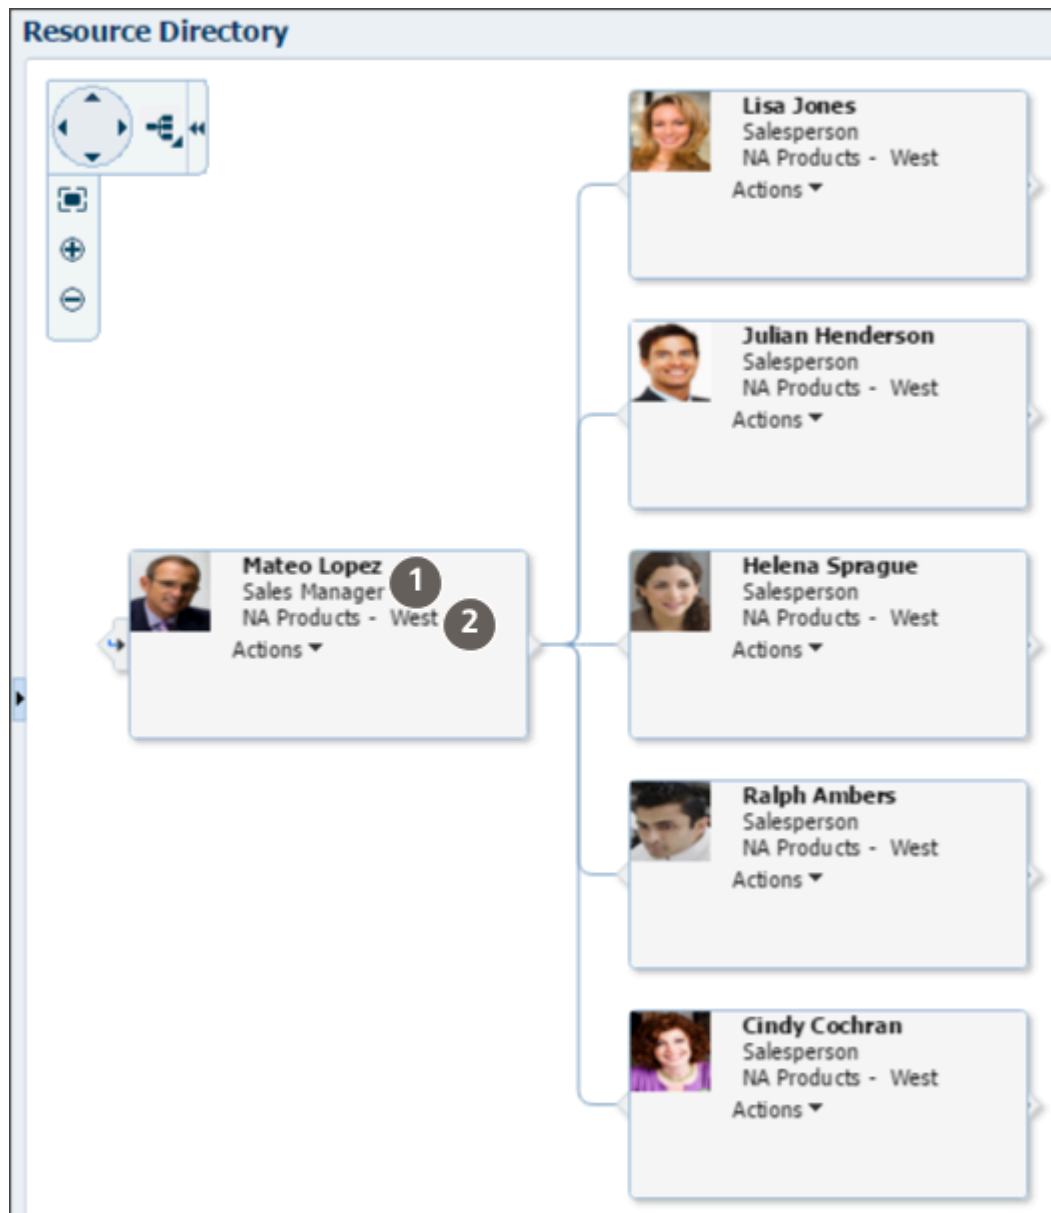 Resource Directory
Lisa Jones
Salesperson
NA Products - West
Actions
Julian Henderson
Salesperson
NA Products - West
Actions
Mateo Lopez
Sales Manager 1
NA Products - West 2
Actions
Helena Sprague
Salesperson
NA Products - West
Actions
Ralph Ambers
Salesperson
NA Products - West
Actions
Cindy Cochran
Salesperson
NA Products - West
Actions